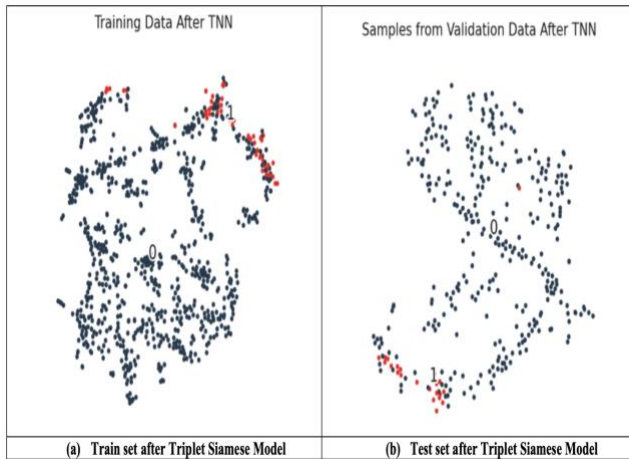 Training Data After TNN
1
0
(a) Train set after Triplet Siamese Model
Samples from Validation Data After TNN
0
1
(b) Test set after Triplet Siamese Model